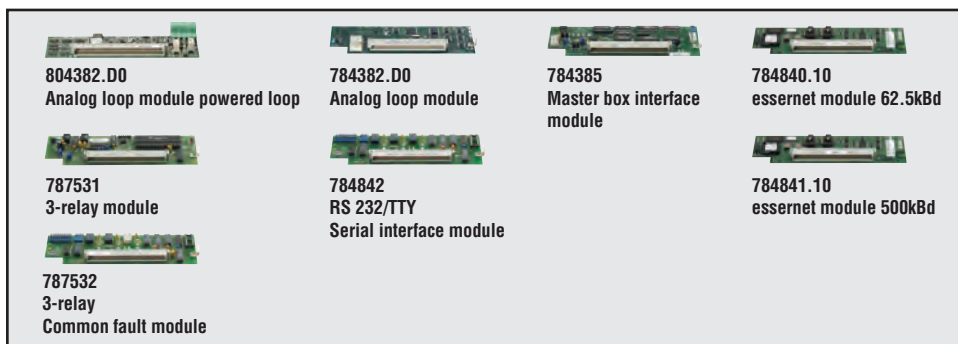 804382.D0
Analog loop module powered loop
784382.D0
Analog loop module
784385
Master box interface
module
784840.10
essernet module 62.5kBd
787531
3-relay module
784842
RS 232/TTY
Serial interface module
784841.10
essernet module 500kBd
787532
3-relay
Common fault module